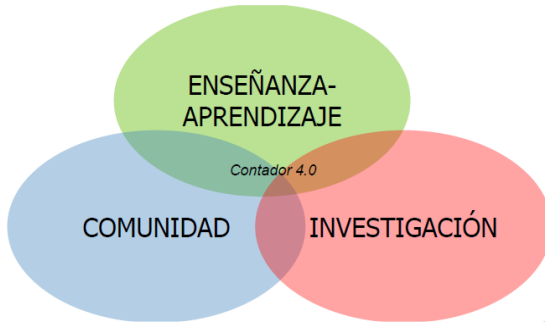 ENSEÑANZA-
APRENDIZAJE
Contador 4.0
COMUNIDAD
INVESTIGACIÓN